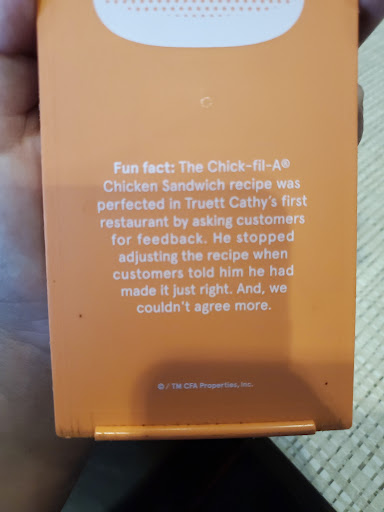 Fun fact: The Chick-fil-A®
Chicken Sandwich recipe was
perfected in Truett Cathy's first
restaurant by asking customers
for feedback. He stopped
adjusting the recipe when
customers told him he had
made it just right. And, we
couldn't agree more.
© / TM CFA Properties, Inc.